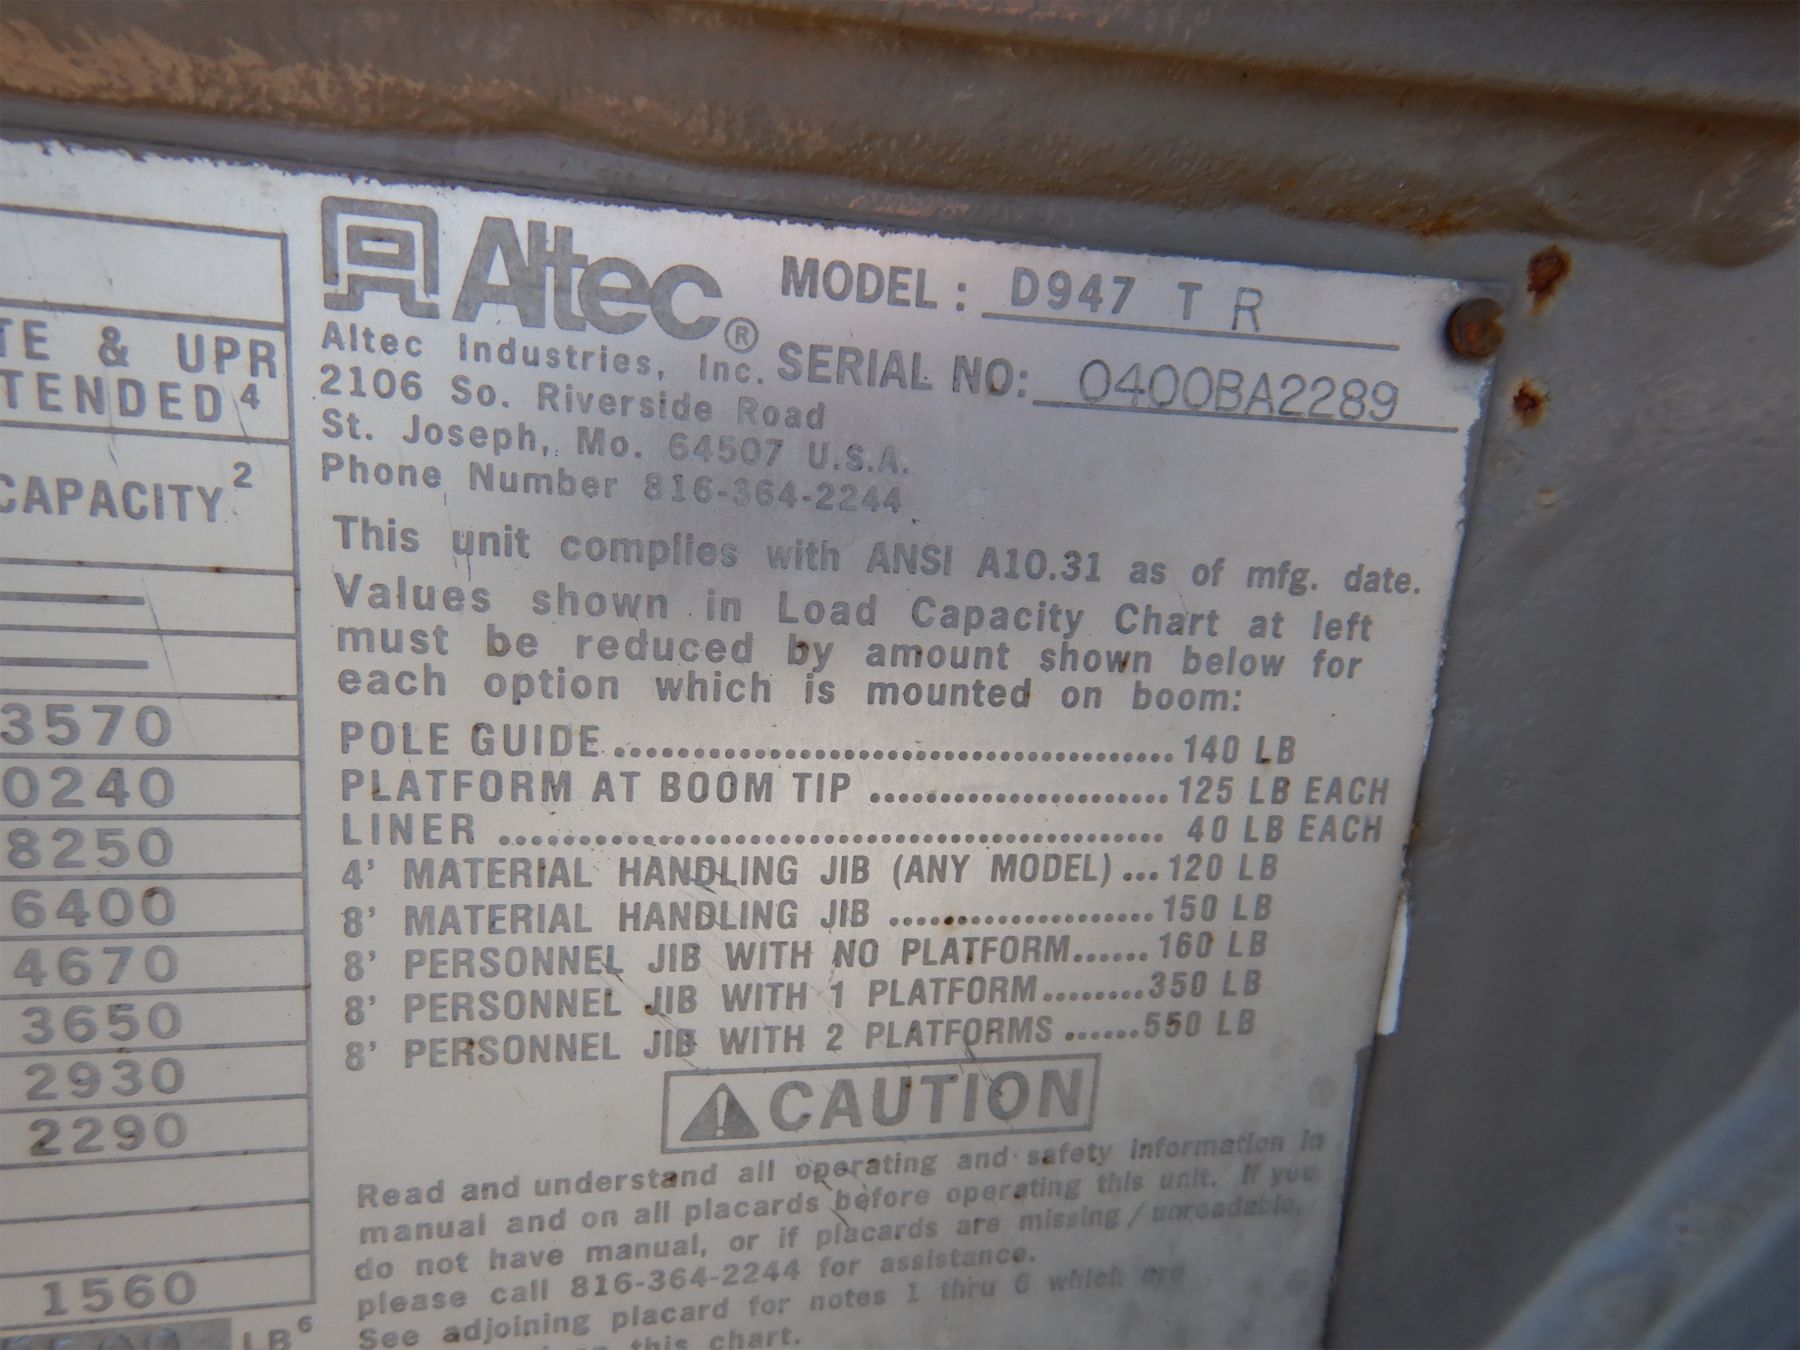 TE & UPR
TENDED 4
CAPACITY 2
3570
0240
8250
6400
4670
3650
2930
2290
1560
LB 6
Altec ®
MODEL: D947 T R
SERIAL NO: 0400BA2289
Altec Industries, Inc.
2106 So. Riverside Road
St. Joseph, Mo. 64507 U.S.A.
Phone Number 816-364-2244
This unit complies with ANSI A10.31 as of mfg. date.
Values shown in Load Capacity Chart at left
must be reduced by amount shown below for
each option which is mounted on boom:
POLE GUIDE........................................140 LB
PLATFORM AT BOOM TIP ......................125 LB EACH
LINER ................................................ 40 LB EACH
4' MATERIAL HANDLING JIB (ANY MODEL)...120 LB
8' MATERIAL HANDLING JIB ....................150 LB
8' PERSONNEL JIB WITH NO PLATFORM......160 LB
8' PERSONNEL JIB WITH 1 PLATFORM........350 LB
8' PERSONNEL JIB WITH 2 PLATFORMS ......550 LB
CAUTION
Read and understand all operating and safety information in
manual and on all placards before operating this unit. If you
do not have manual, or if placards are missing/unreadable,
please call 816-364-2244 for assistance.
See adjoining placard for notes 1 thru 6 which are
this chart.